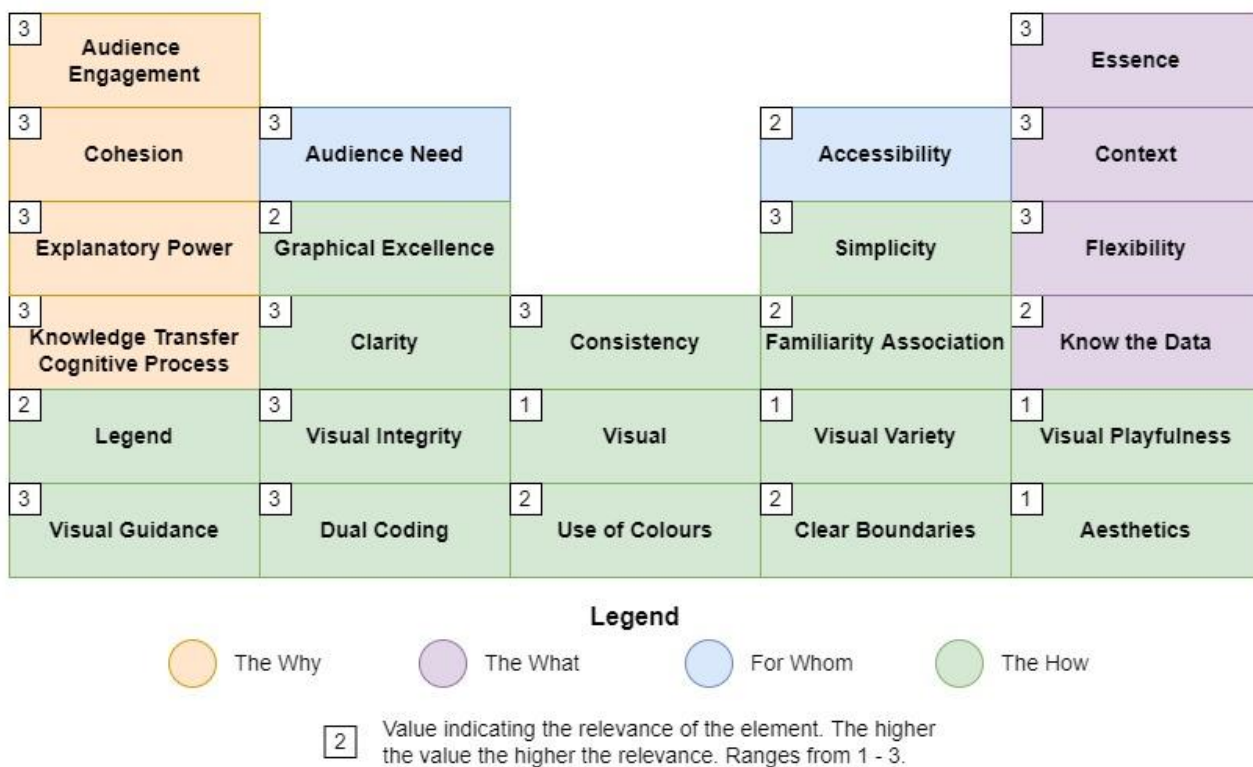 3
Audience
Engagement
3
Essence
3
Cohesion
3
Audience Need
2
Accessibility
3
Context
3
Explanatory Power
2
Graphical Excellence
3
Simplicity
3
Flexibility
3
Knowledge Transfer
Cognitive Process
3
Clarity
3
Consistency
2
Familiarity Association
2
Know the Data
2
Legend
3
Visual Integrity
1
Visual
1
Visual Variety
1
Visual Playfulness
3
Visual Guidance
3
Dual Coding
2
Use of Colours
2
Clear Boundaries
1
Aesthetics
Legend
The Why
The What
For Whom
The How
2
Value indicating the relevance of the element. The higher
the value the higher the relevance. Ranges from 1 - 3.